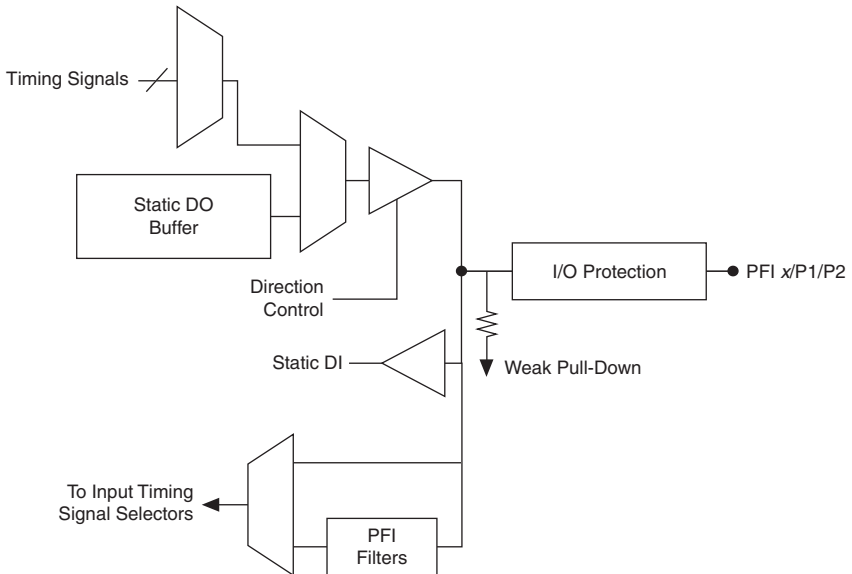 Timing Signals
Static DO
Buffer
I/O Protection
PFI x/P1/P2
Direction
Control
Static DI
Weak Pull-Down
To Input Timing
Signal Selectors
PFI
Filters